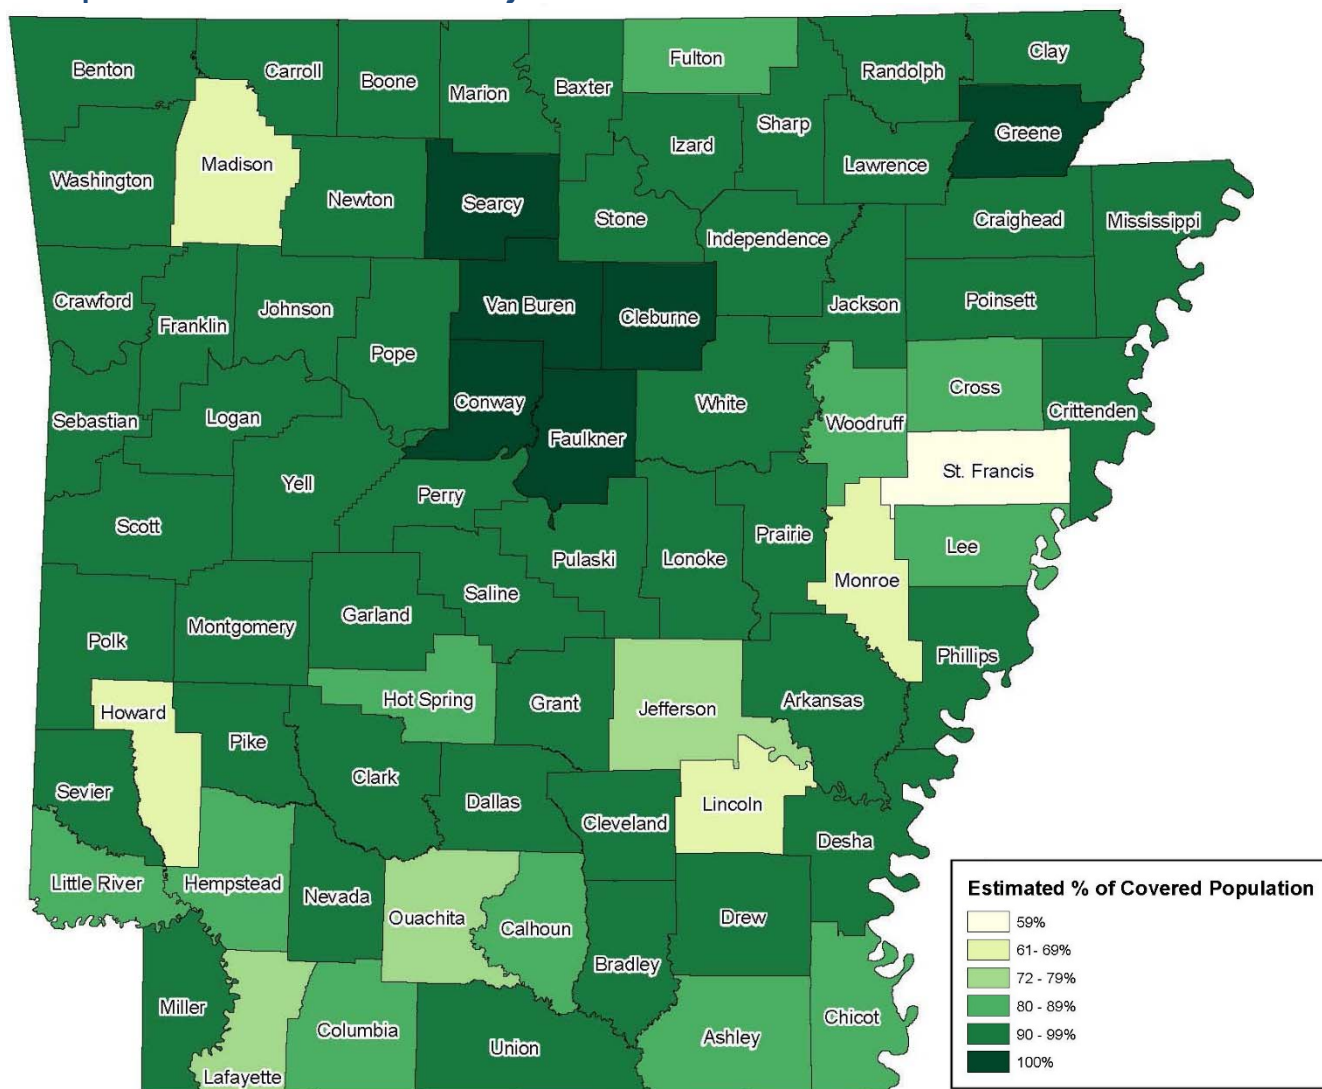 Benton
Carroll
Boone
Marion
Baxter
Fulton
Randolph
Clay
Sharp
Izard
Greene
Lawrence
Washington
Madison
Newton
Searcy
Stone
Independence
Craighead
Mississippi
Crawford
Franklin
Johnson
Van Buren
Cleburne
Jackson
Poinsett
Pope
Sebastian
Logan
Conway
Faulkner
White
Woodruff
Cross
Crittenden
Yell
Perry
St. Francis
Scott
Pulaski
Lonoke
Prairie
Lee
Monroe
Saline
Garland
Montgomery
Polk
Phillips
Hot Spring
Grant
Jefferson
Arkansas
Howard
Pike
Clark
Sevier
Dallas
Cleveland
Lincoln
Desha
Little River
Hempstead
Nevada
Ouachita
Calhoun
Bradley
Drew
Miller
Lafayette
Columbia
Union
Ashley
Chicot
Estimated % of Covered Population
59%
61- 69%
72 - 79%
80 - 89%
90 - 99%
100%